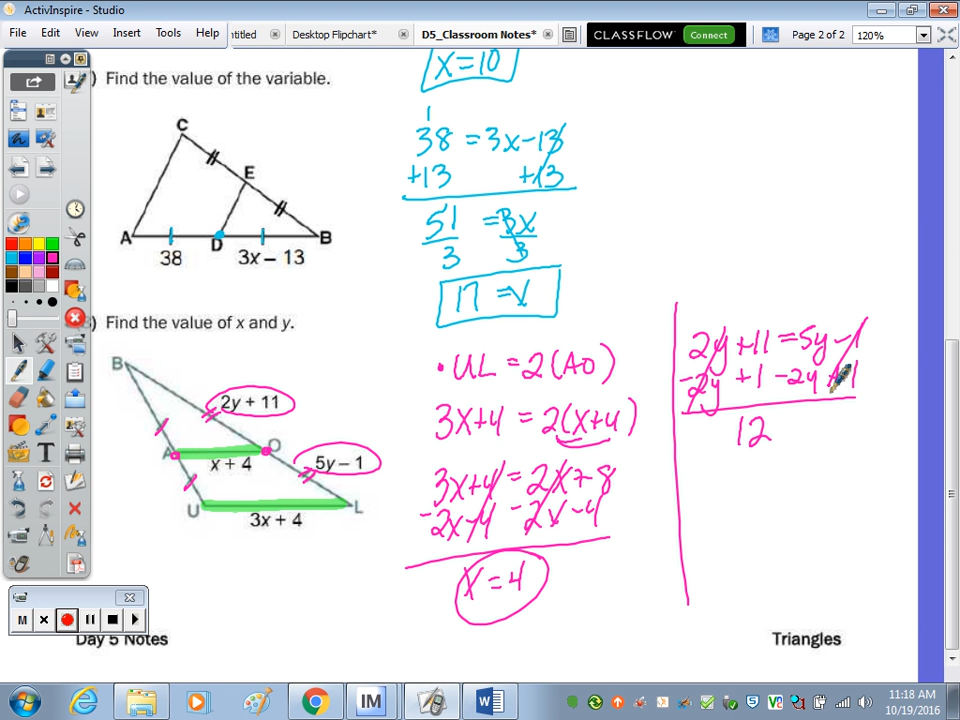 ActivInspire - Studio
File Edit View Insert Tools Help
ntitled Desktop Flipchart* D5_Classroom Notes* CLASSFLOW Connect Page 2 of 2 120%
x=10
) Find the value of the variable.
C
E
A
D
B
38
3x – 13
38 = 3x-13
+13 +13
51 = 3x
3 3
17 = x
) Find the value of x and y.
B
2y + 11
A
O
x + 4
5y – 1
U
L
3x + 4
• UL = 2(AO)
3x+4 = 2(x+4)
3x+4 = 2x+8
-2x-4 -2x-4
x = 4
2y+11 = 5y-1
-2y +1 -2y +1
12
M
Day 5 Notes
Triangles
IM
11:18 AM
10/19/2016